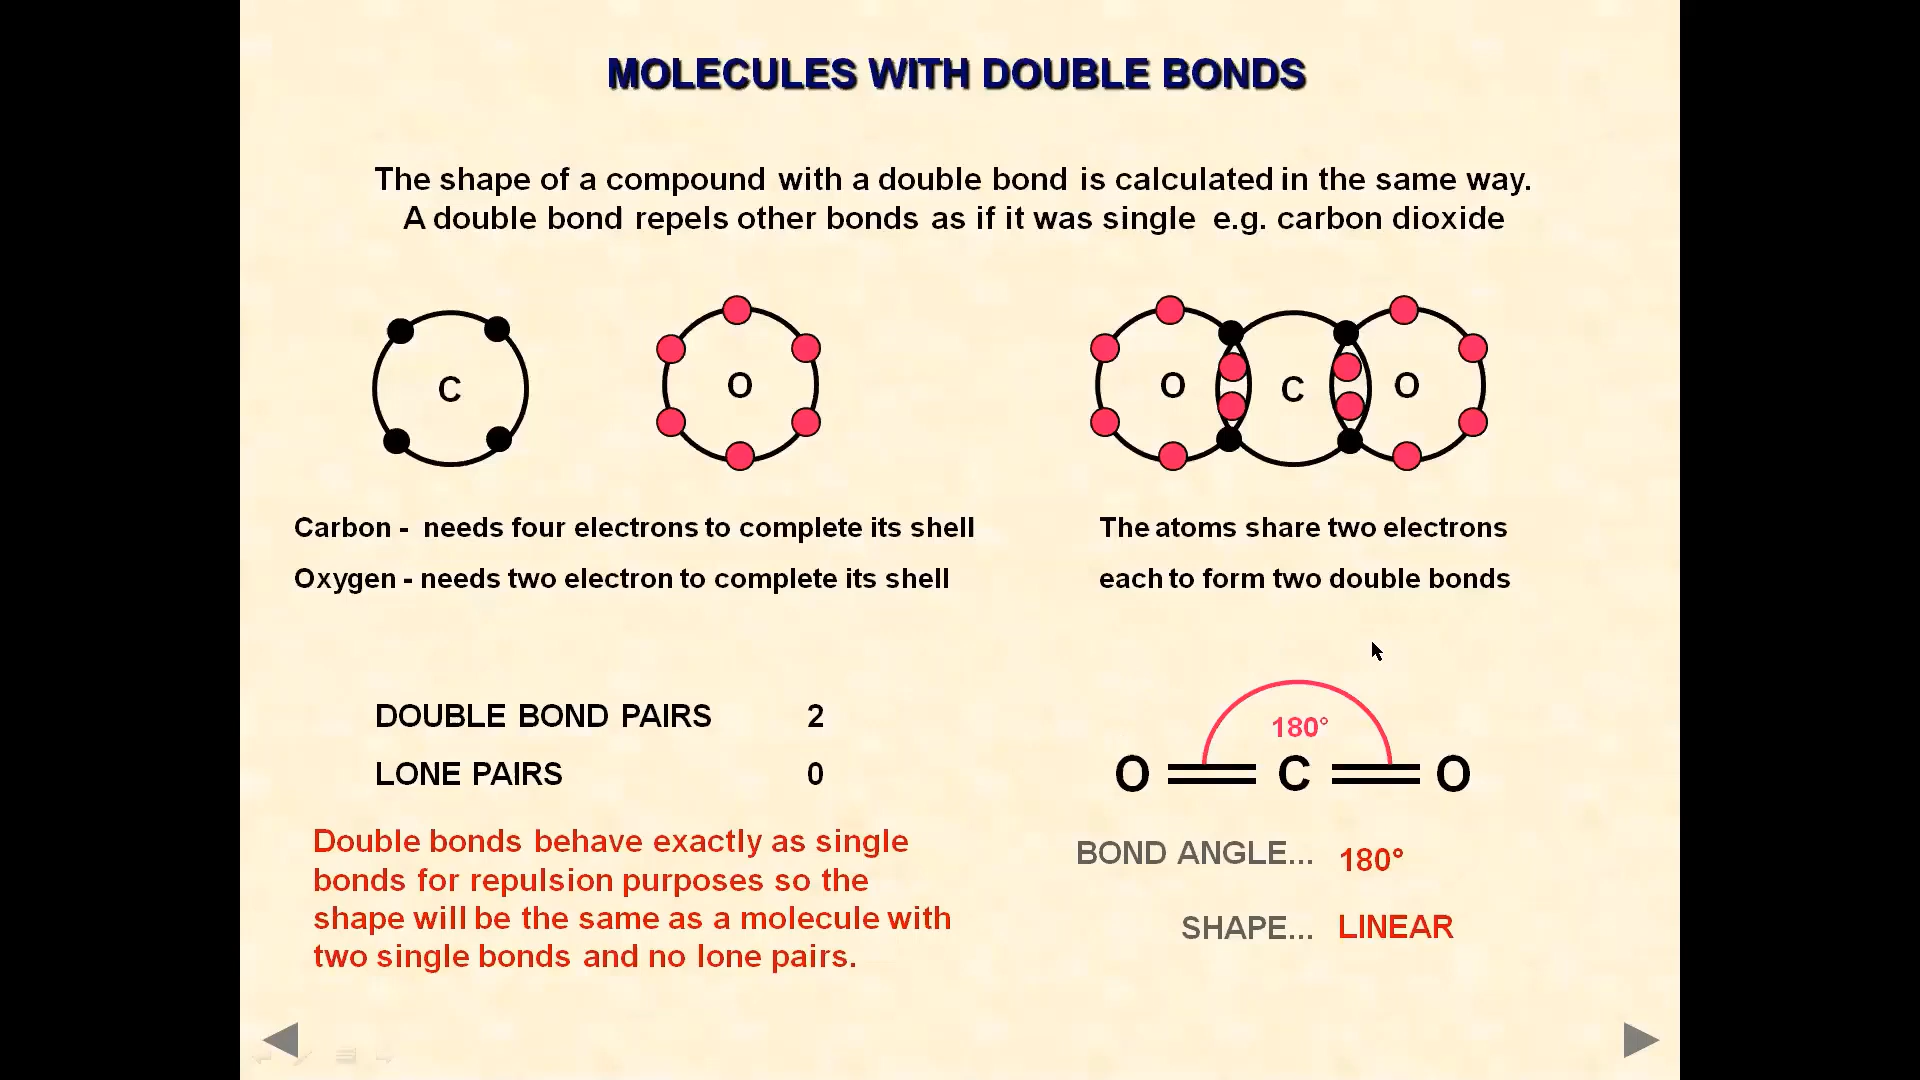 MOLECULES WITH DOUBLE BONDS
The shape of a compound with a double bond is calculated in the same way.
A double bond repels other bonds as if it was single e.g. carbon dioxide
C
O
O
C
O
Carbon - needs four electrons to complete its shell
Oxygen - needs two electron to complete its shell
The atoms share two electrons
each to form two double bonds
DOUBLE BOND PAIRS 2
LONE PAIRS 0
Double bonds behave exactly as single
bonds for repulsion purposes so the
shape will be the same as a molecule with
two single bonds and no lone pairs.
180°
O C O
BOND ANGLE... 180°
SHAPE... LINEAR